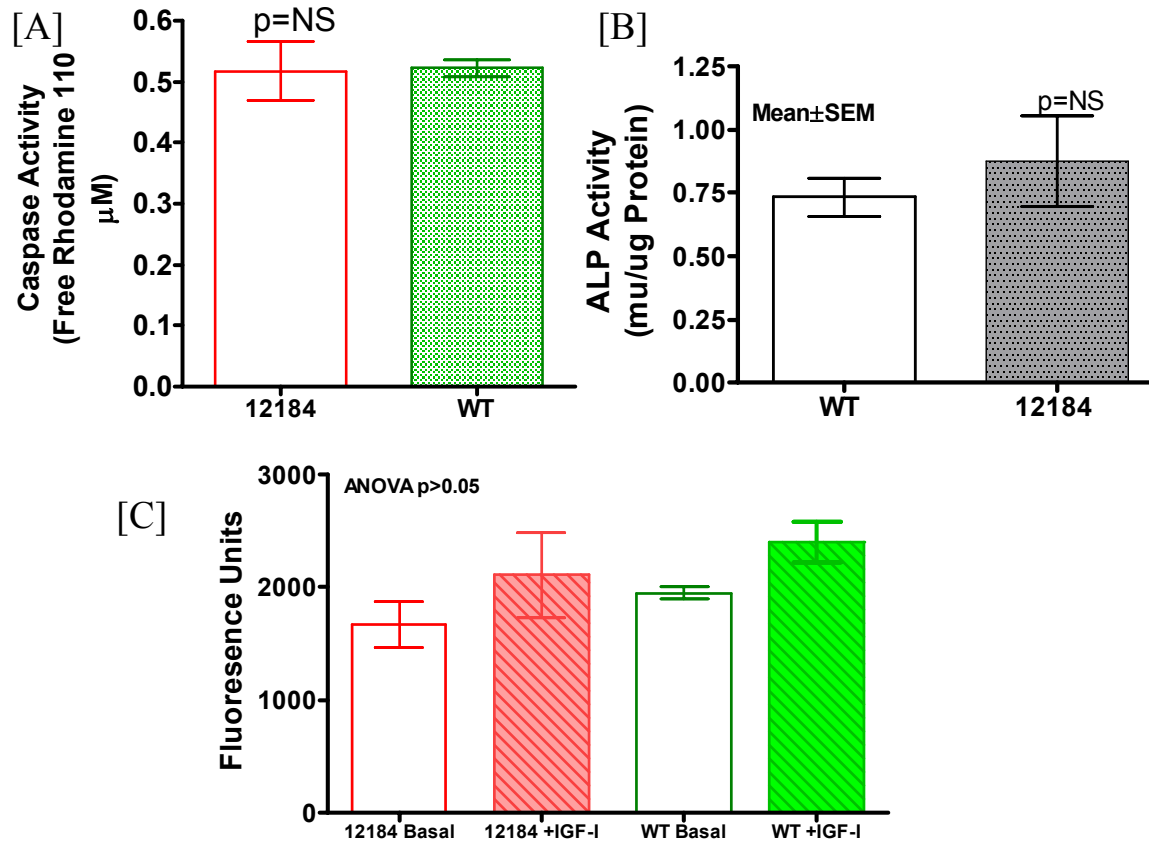 [A]
p=NS
0.6
0.5
0.4
0.3
0.2
0.1
0.0
Caspase Activity
(Free Rhodamine 110
μM)
12184
WT
[B]
Mean±SEM
p=NS
1.25
1.00
0.75
0.50
0.25
0.00
ALP Activity
(mu/ug Protein)
WT
12184
[C]
ANOVA p>0.05
3000
2000
1000
0
Fluoresence Units
12184 Basal
12184 +IGF-I
WT Basal
WT +IGF-I